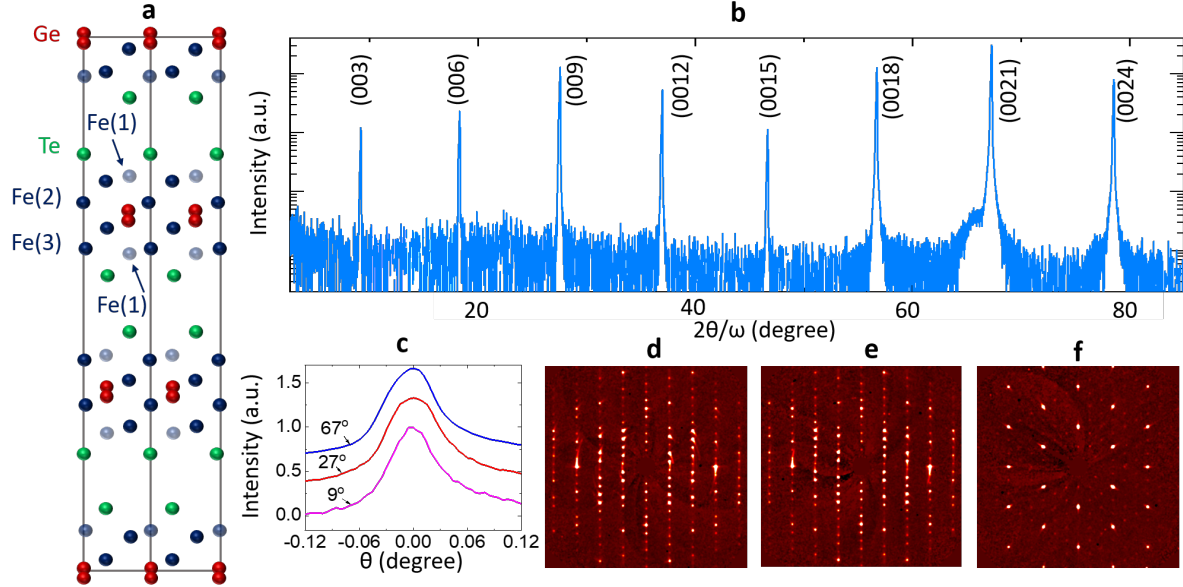 a
Ge
Fe(1)
Te
Fe(2)
Fe(3)
Fe(1)
b
Intensity (a.u.)
(003)
(006)
(009)
(0012)
(0015)
(0018)
(0021)
(0024)
20
40
60
80
2θ/ω (degree)
c
Intensity (a.u.)
1.5
1.0
0.5
0.0
67°
27°
9°
-0.12
-0.06
0.00
0.06
0.12
θ (degree)
d
e
f